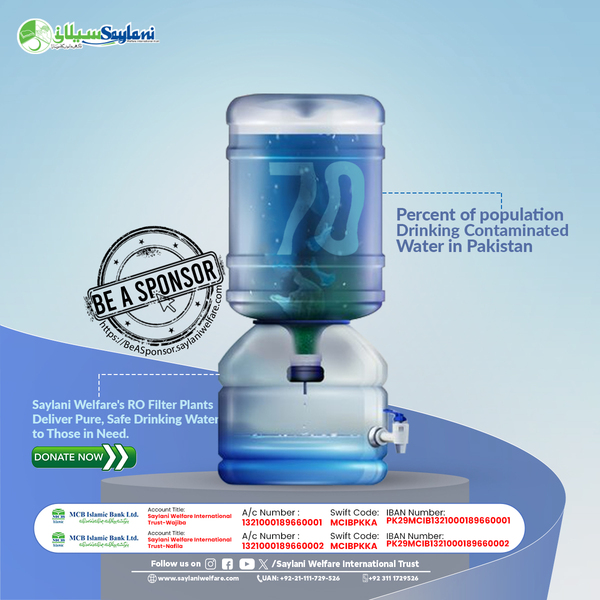 سیلانی Saylani
70
Percent of population
Drinking Contaminated
Water in Pakistan
BE A SPONSOR
https://BeASponsor.saylaniwelfare.com
Saylani Welfare's RO Filter Plants
Deliver Pure, Safe Drinking Water
to Those in Need.
DONATE NOW
MCB Islamic Bank Ltd.
Account Title:
Saylani Welfare International
Trust-Wajiba
A/c Number :
1321000189660001
Swift Code:
MCIBPKKA
IBAN Number:
PK29MCIB1321000189660001
MCB Islamic Bank Ltd.
Account Title:
Saylani Welfare International
Trust-Nafila
A/c Number :
1321000189660002
Swift Code:
MCIBPKKA
IBAN Number:
PK29MCIB1321000189660002
Follow us on /Saylani Welfare International Trust
www.saylaniwelfare.com UAN: +92-21-111-729-526 +92 311 1729526